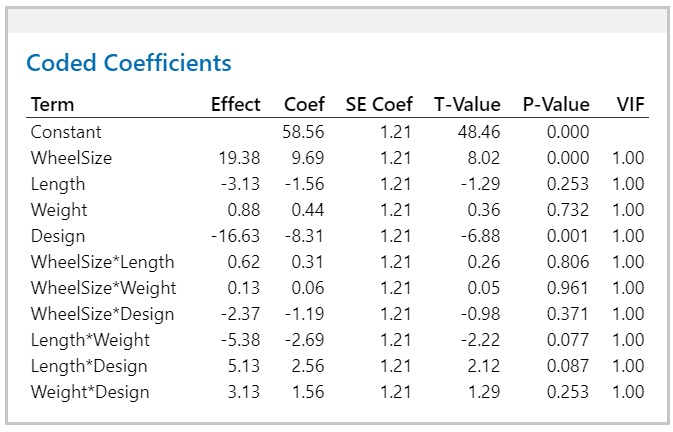 Coded Coefficients
Term Effect Coef SE Coef T-Value P-Value VIF
Constant 58.56 1.21 48.46 0.000
WheelSize 19.38 9.69 1.21 8.02 0.000 1.00
Length -3.13 -1.56 1.21 -1.29 0.253 1.00
Weight 0.88 0.44 1.21 0.36 0.732 1.00
Design -16.63 -8.31 1.21 -6.88 0.001 1.00
WheelSize*Length 0.62 0.31 1.21 0.26 0.806 1.00
WheelSize*Weight 0.13 0.06 1.21 0.05 0.961 1.00
WheelSize*Design -2.37 -1.19 1.21 -0.98 0.371 1.00
Length*Weight -5.38 -2.69 1.21 -2.22 0.077 1.00
Length*Design 5.13 2.56 1.21 2.12 0.087 1.00
Weight*Design 3.13 1.56 1.21 1.29 0.253 1.00